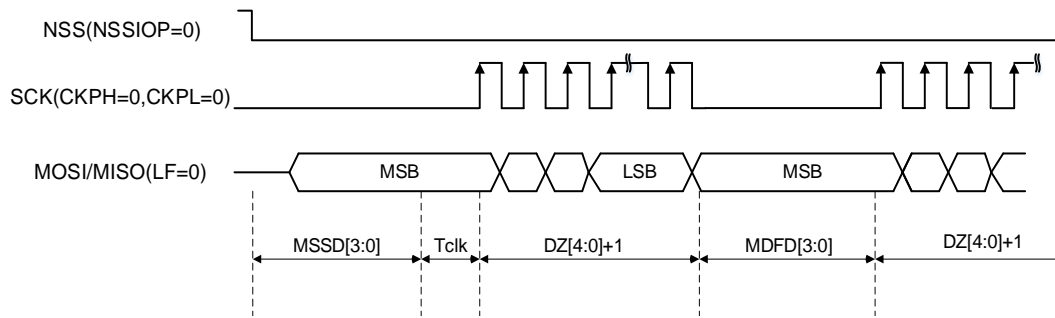 NSS(NSSIOP=0)
SCK(CKPH=0,CKPL=0)
MOSI/MISO(LF=0)
MSB
LSB
MSB
MSSD[3:0]
Tclk
DZ[4:0]+1
MDFD[3:0]
DZ[4:0]+1